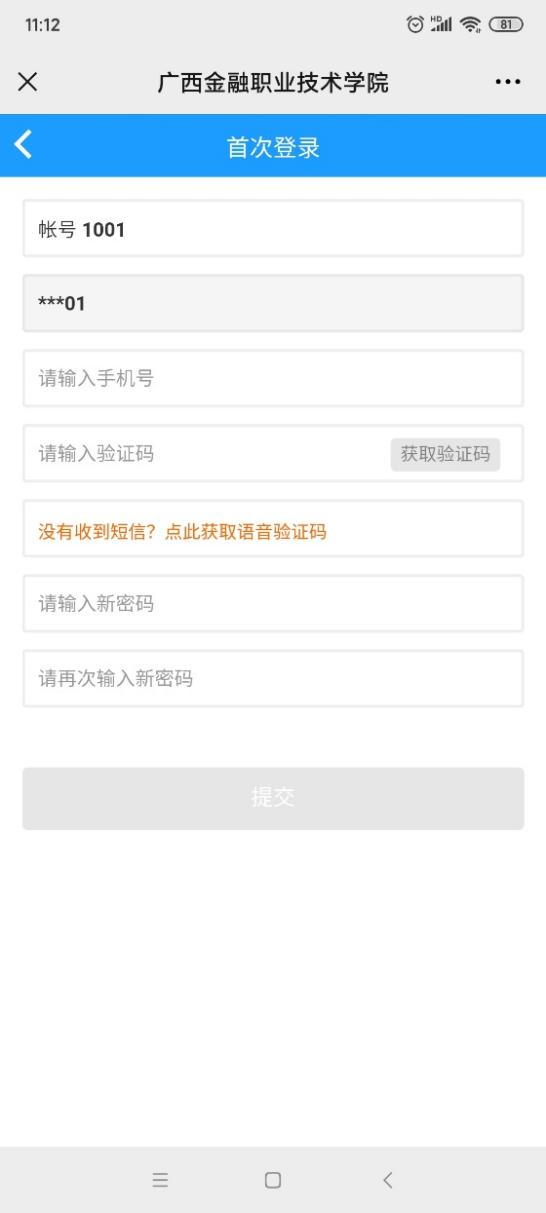 11:12
HD
81
广西金融职业技术学院
首次登录
帐号 1001
***01
请输入手机号
请输入验证码 获取验证码
没有收到短信？点此获取语音验证码
请输入新密码
请再次输入新密码
提交